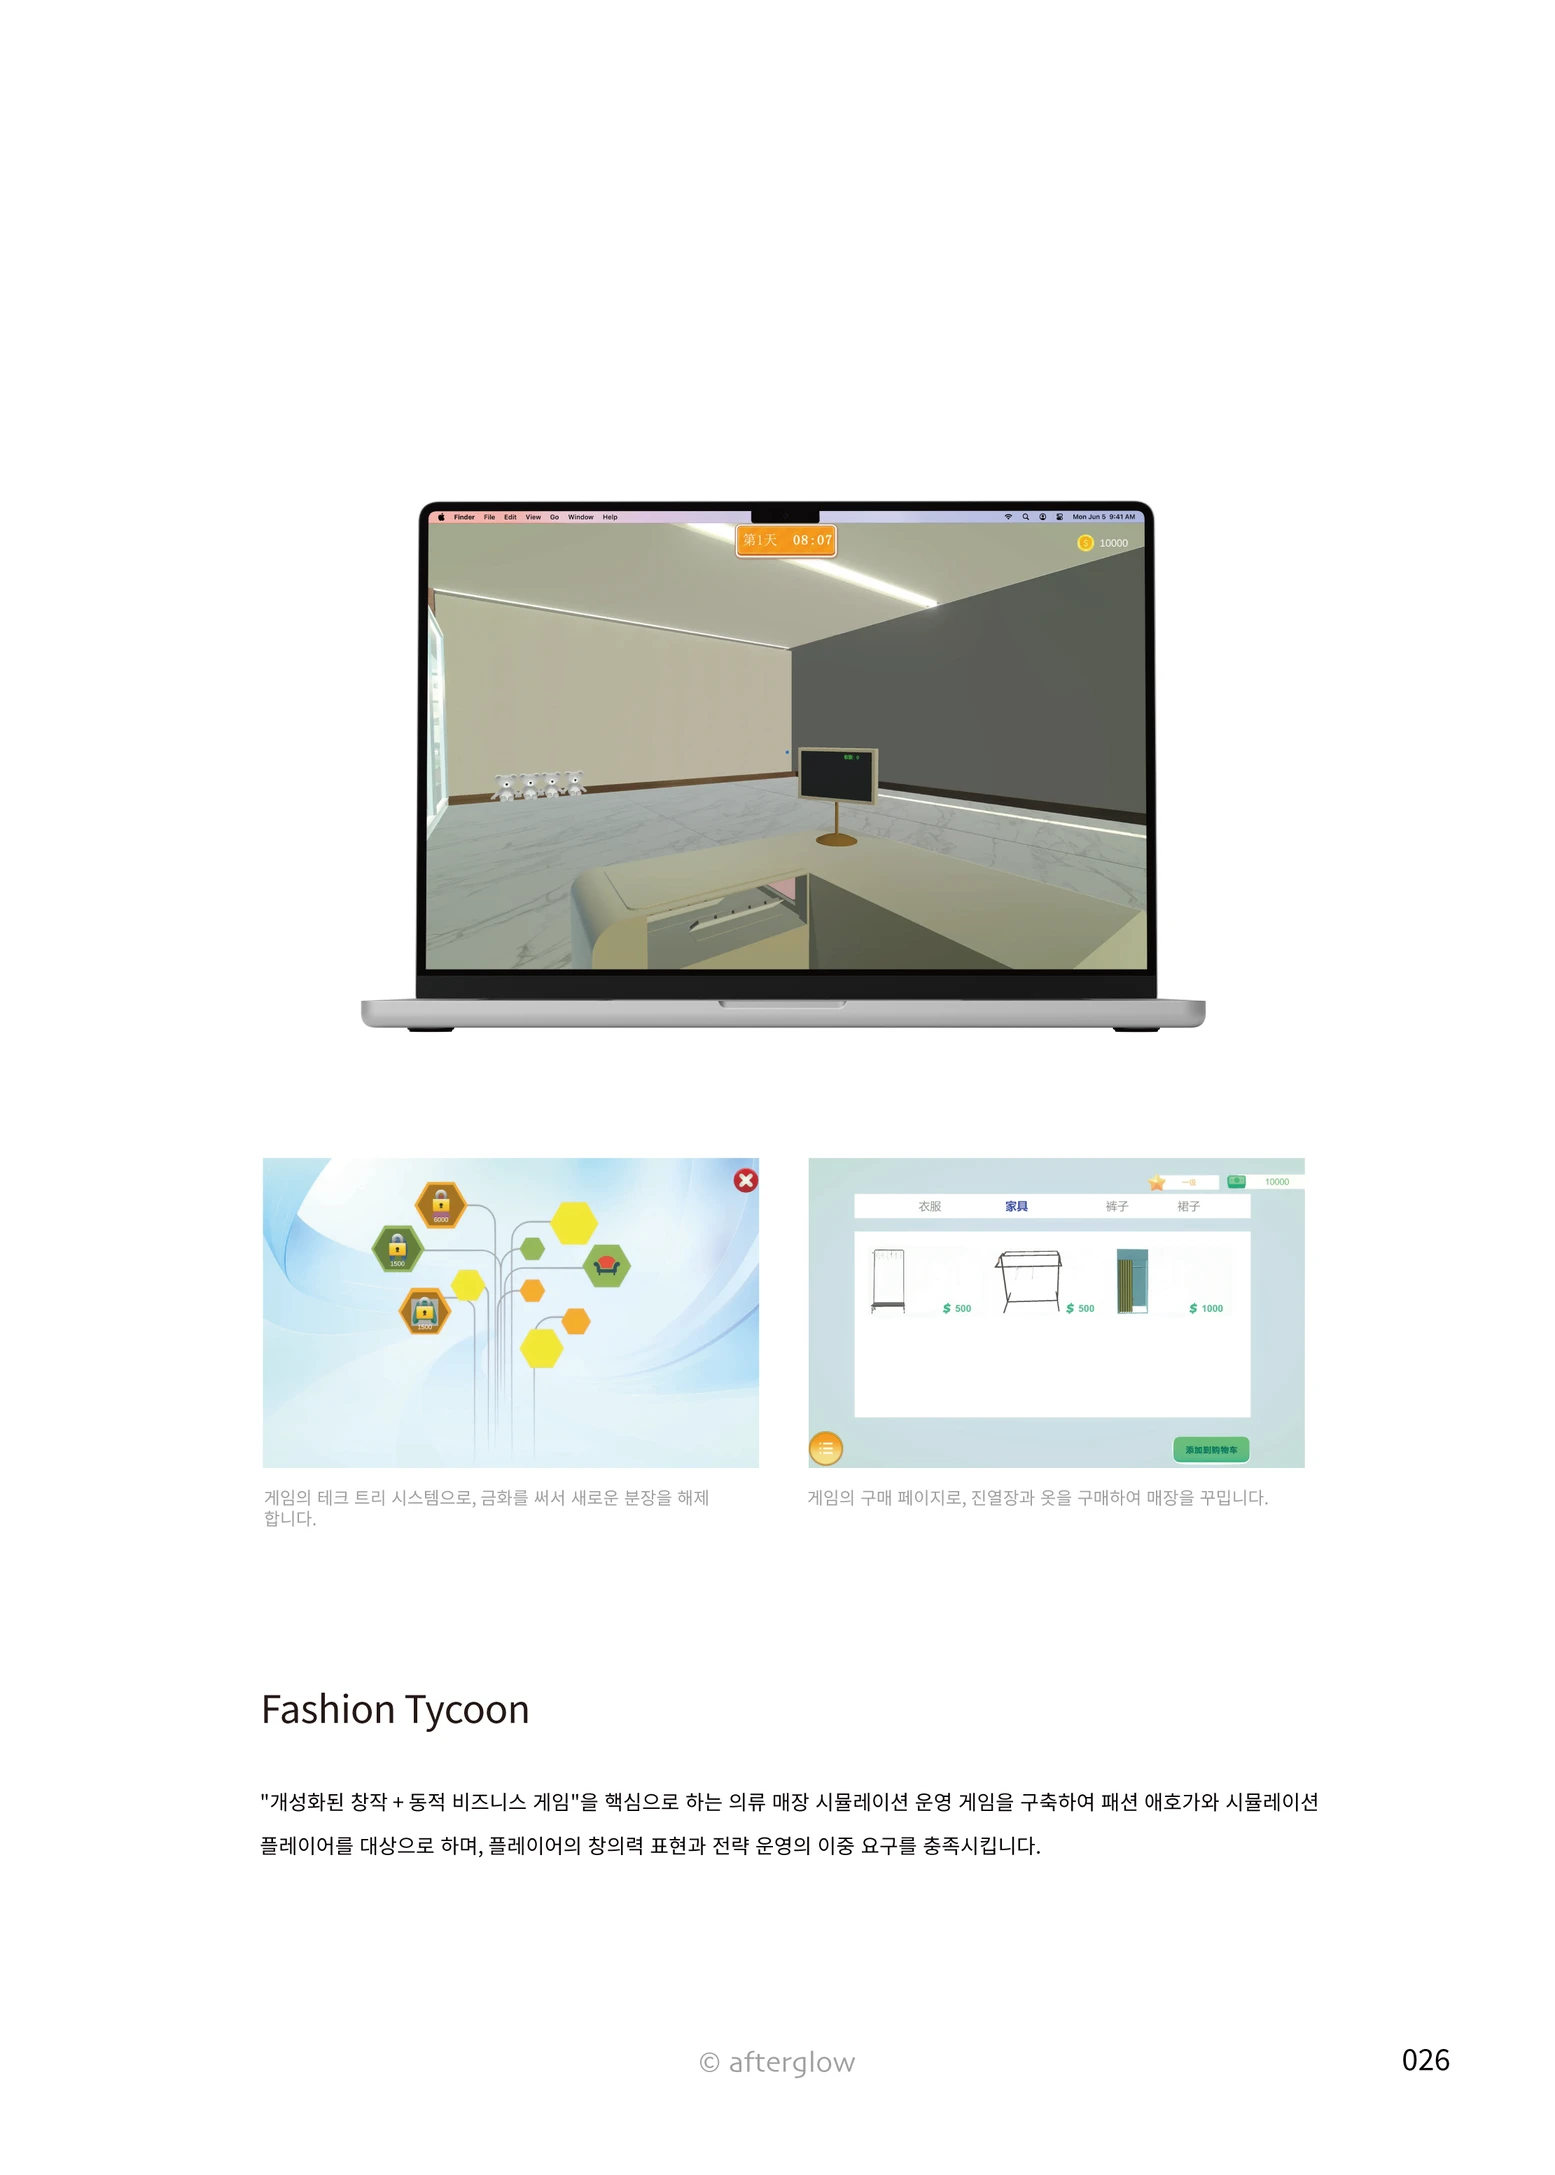 Finder File Edit View Go Window Help
Mon Jun 5 9:41 AM
第1天 08:07
10000
6000
1500
1500
一级
10000
衣服 家具 裤子 裙子
$ 500
$ 500
$ 1000
添加到购物车
게임의 테크 트리 시스템으로, 금화를 써서 새로운 분장을 해제
합니다.
게임의 구매 페이지로, 진열장과 옷을 구매하여 매장을 꾸밉니다.
Fashion Tycoon
"개성화된 창작 + 동적 비즈니스 게임"을 핵심으로 하는 의류 매장 시뮬레이션 운영 게임을 구축하여 패션 애호가와 시뮬레이션
플레이어를 대상으로 하며, 플레이어의 창의력 표현과 전략 운영의 이중 요구를 충족시킵니다.
© afterglow
026